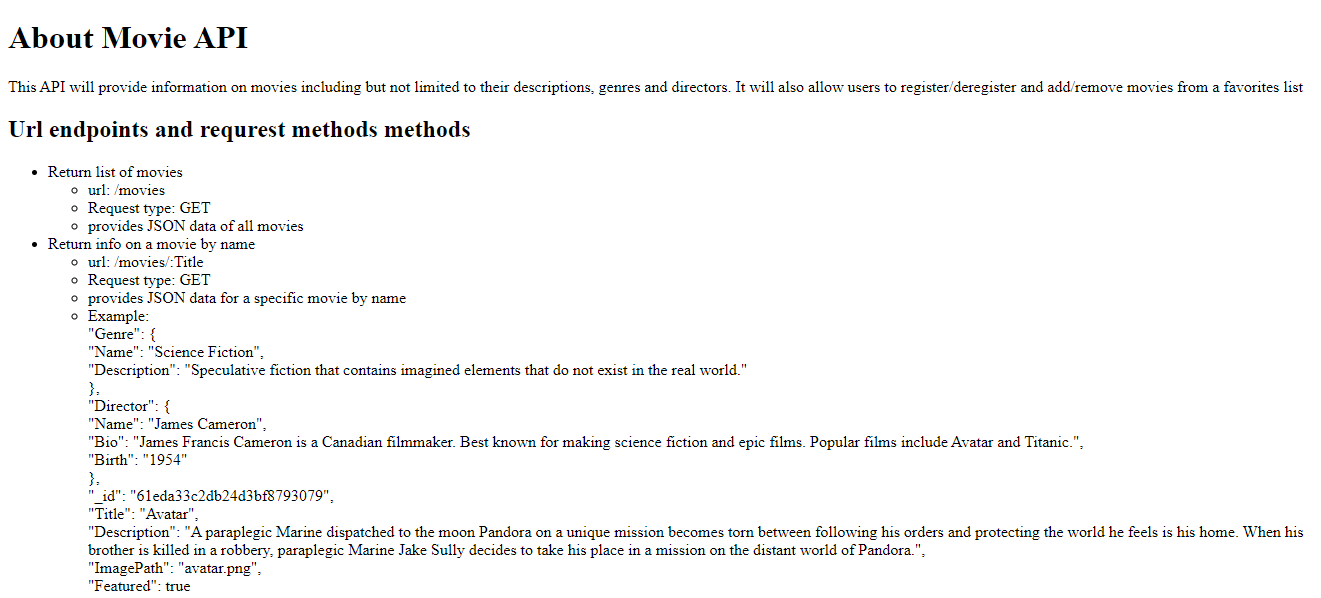 About Movie API
This API will provide information on movies including but not limited to their descriptions, genres and directors. It will also allow users to register/deregister and add/remove movies from a favorites list
Url endpoints and requrest methods methods
Return list of movies
url: /movies
Request type: GET
provides JSON data of all movies
Return info on a movie by name
url: /movies/:Title
Request type: GET
provides JSON data for a specific movie by name
Example:
"Genre": {
"Name": "Science Fiction",
"Description": "Speculative fiction that contains imagined elements that do not exist in the real world."
},
"Director": {
"Name": "James Cameron",
"Bio": "James Francis Cameron is a Canadian filmmaker. Best known for making science fiction and epic films. Popular films include Avatar and Titanic.",
"Birth": "1954"
},
"_id": "61eda33c2db24d3bf8793079",
"Title": "Avatar",
"Description": "A paraplegic Marine dispatched to the moon Pandora on a unique mission becomes torn between following his orders and protecting the world he feels is his home. When his
brother is killed in a robbery, paraplegic Marine Jake Sully decides to take his place in a mission on the distant world of Pandora.",
"ImagePath": "avatar.png",
"Featured": true